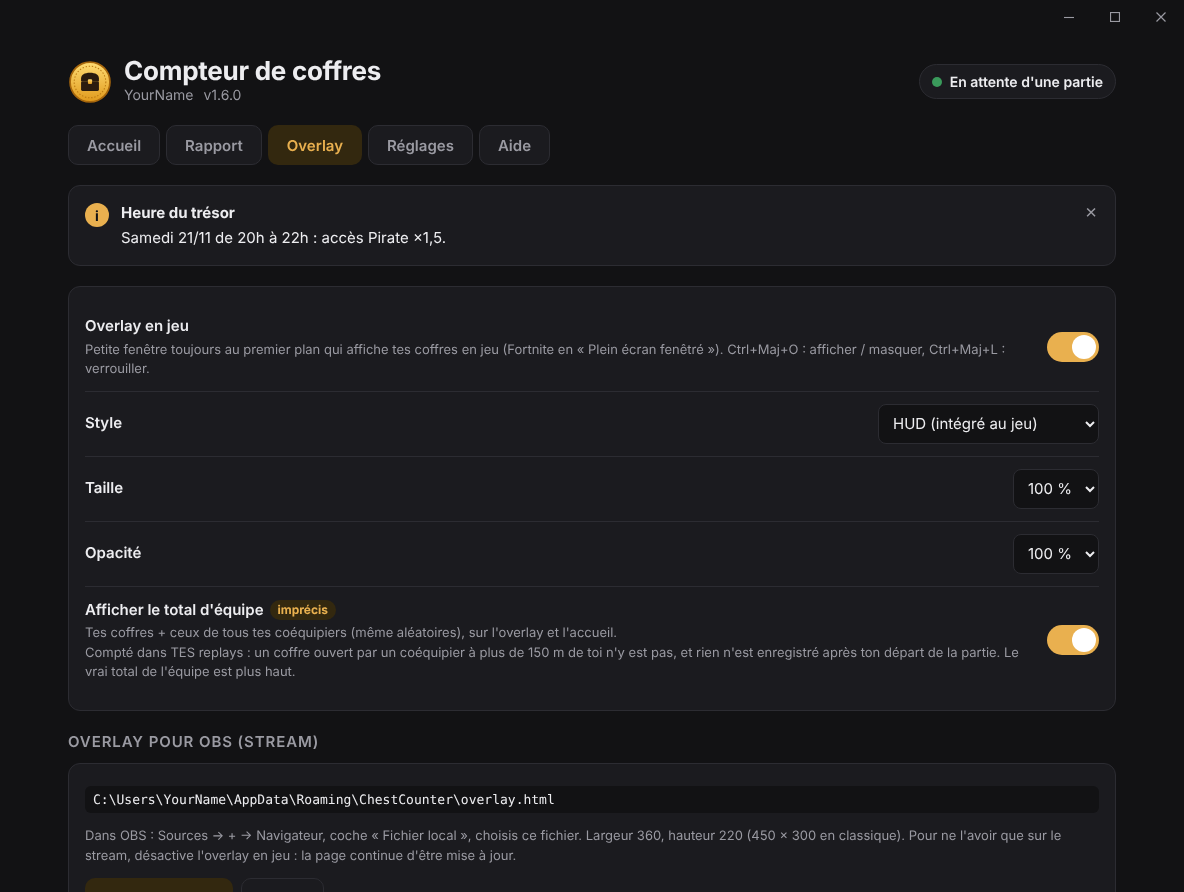 Compteur de coffres
YourName v1.6.0
En attente d'une partie
Accueil
Rapport
Overlay
Réglages
Aide
i
Heure du trésor
Samedi 21/11 de 20h à 22h : accès Pirate ×1,5.
Overlay en jeu
Petite fenêtre toujours au premier plan qui affiche tes coffres en jeu (Fortnite en « Plein écran fenêtré »). Ctrl+Maj+O : afficher / masquer, Ctrl+Maj+L :
verrouiller.
Style
HUD (intégré au jeu)
Taille
100 %
Opacité
100 %
Afficher le total d'équipe imprécis
Tes coffres + ceux de tous tes coéquipiers (même aléatoires), sur l'overlay et l'accueil.
Compté dans TES replays : un coffre ouvert par un coéquipier à plus de 150 m de toi n'y est pas, et rien n'est enregistré après ton départ de la partie. Le
vrai total de l'équipe est plus haut.
OVERLAY POUR OBS (STREAM)
C:\Users\YourName\AppData\Roaming\ChestCounter\overlay.html
Dans OBS : Sources → + → Navigateur, coche « Fichier local », choisis ce fichier. Largeur 360, hauteur 220 (450 × 300 en classique). Pour ne l'avoir que sur le
stream, désactive l'overlay en jeu : la page continue d'être mise à jour.